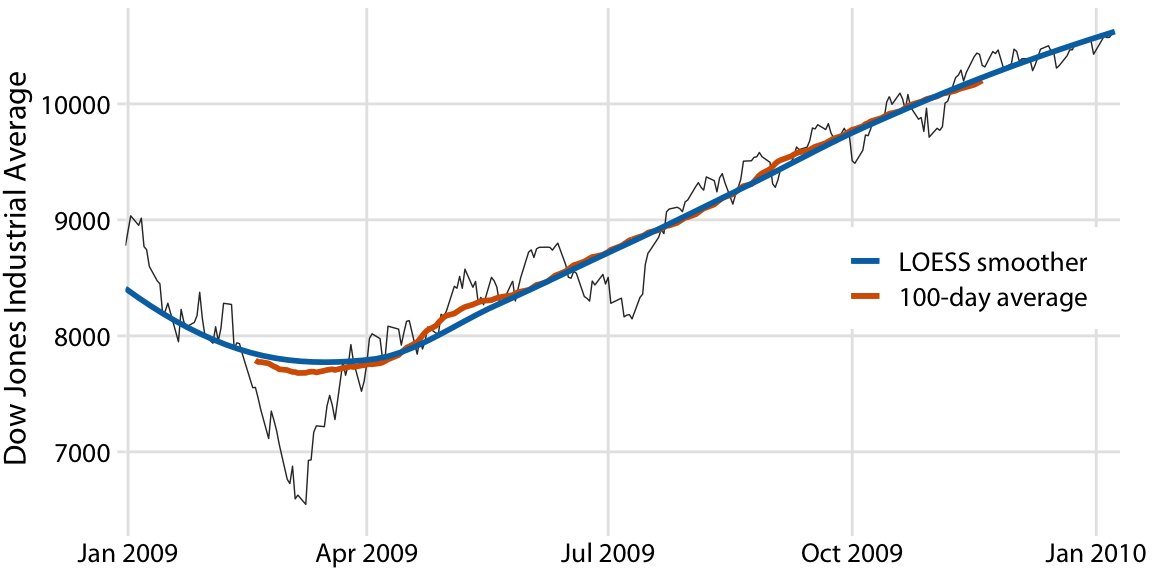 Dow Jones Industrial Average
10000
9000
8000
7000
LOESS smoother
100-day average
Jan 2009
Apr 2009
Jul 2009
Oct 2009
Jan 2010